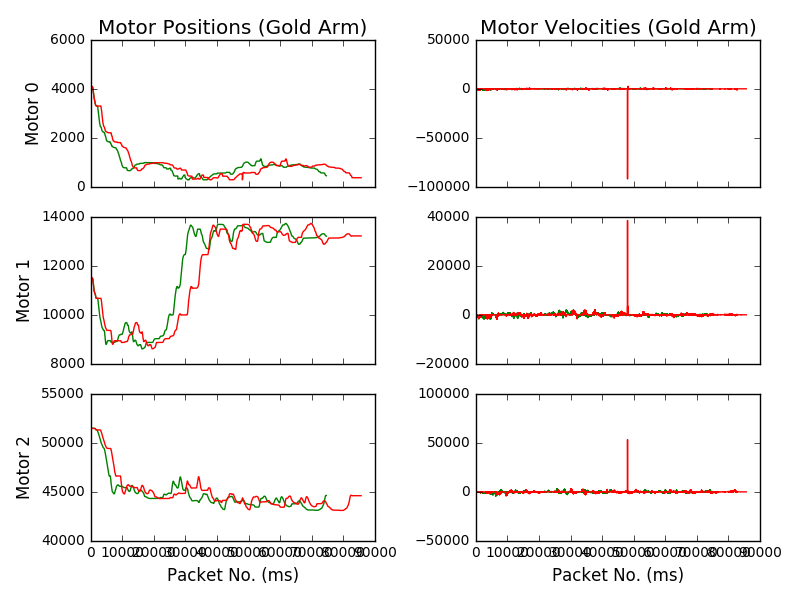 Motor Positions (Gold Arm)
Motor Velocities (Gold Arm)
Motor 0
6000
4000
2000
0
50000
0
−50000
−100000
Motor 1
14000
12000
10000
8000
40000
20000
0
−20000
Motor 2
55000
50000
45000
40000
100000
50000
0
−50000
0 10000 20000 30000 40000 50000 60000 70000 80000 90000
0 10000 20000 30000 40000 50000 60000 70000 80000 90000
Packet No. (ms)
Packet No. (ms)